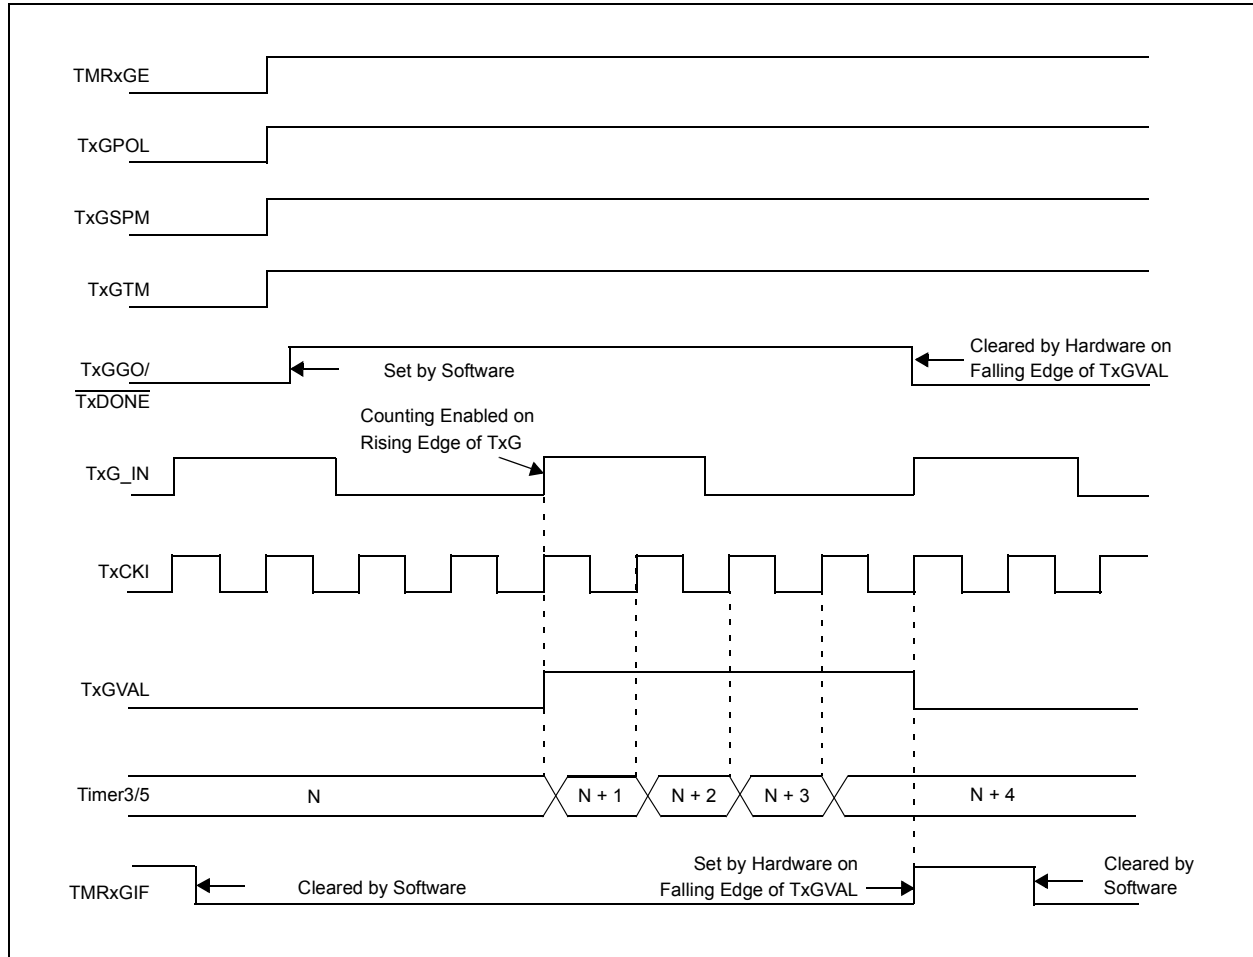 TMRxGE
TxGPOL
TxGSPM
TxGTM
TxGGO/
TxDONE
Set by Software
Cleared by Hardware on
Falling Edge of TxGVAL
Counting Enabled on
Rising Edge of TxG
TxG_IN
TxCKI
TxGVAL
Timer3/5
N
N + 1
N + 2
N + 3
N + 4
TMRxGIF
Cleared by Software
Set by Hardware on
Falling Edge of TxGVAL
Cleared by
Software